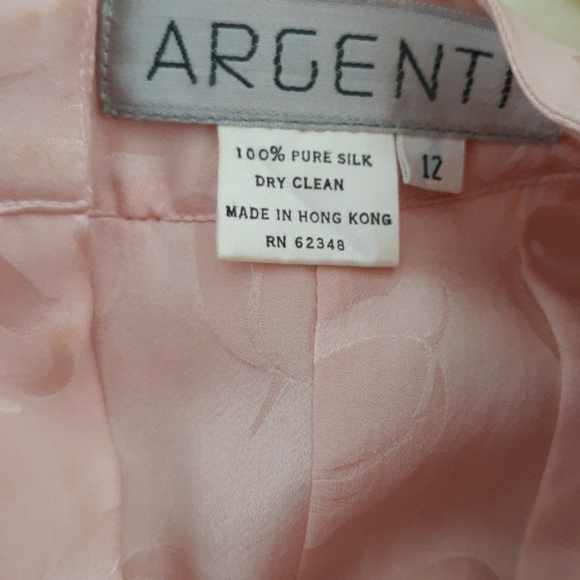 ARGENTI
100% PURE SILK
DRY CLEAN
MADE IN HONG KONG
RN 62348
12